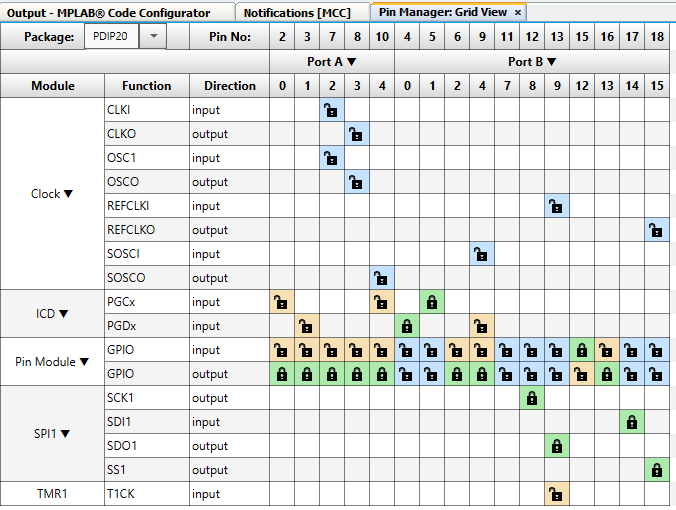 Output - MPLAB® Code Configurator Notifications [MCC] Pin Manager: Grid View ×
Package: PDIP20 Pin No: 2 3 7 8 10 4 5 6 9 11 12 13 15 16 17 18
Port A ▼ Port B ▼
Module Function Direction 0 1 2 3 4 0 1 2 4 7 8 9 12 13 14 15
Clock ▼
CLKI input
CLKO output
OSC1 input
OSCO output
REFCLKI input
REFCLKO output
SOSCI input
SOSCO output
ICD ▼
PGCx input
PGDx input
Pin Module ▼
GPIO input
GPIO output
SPI1 ▼
SCK1 output
SDI1 input
SDO1 output
SS1 output
TMR1 T1CK input